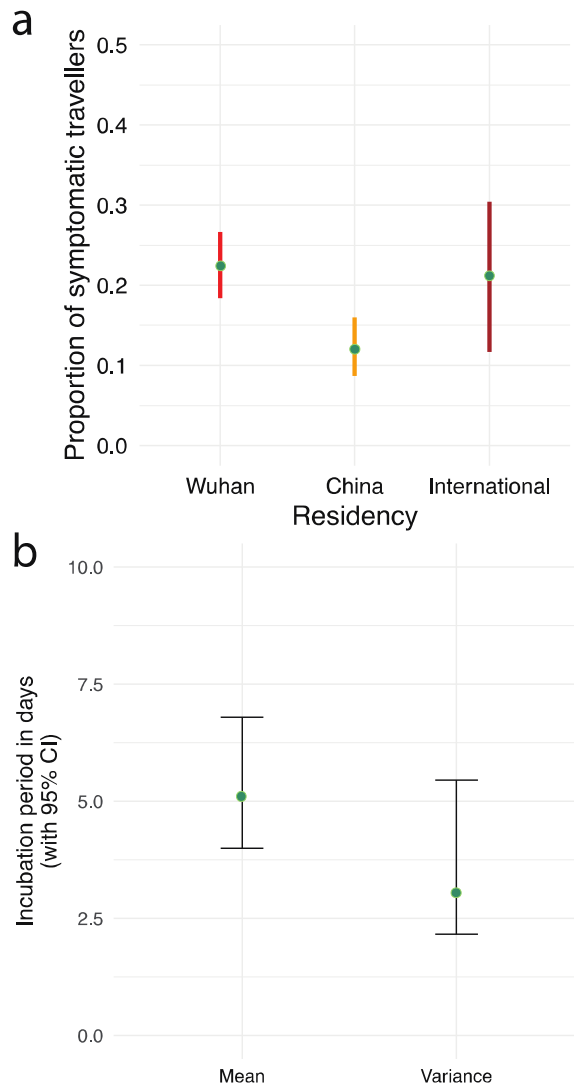 a
Proportion of symptomatic travellers
0.5
0.4
0.3
0.2
0.1
0.0
Wuhan China International
Residency
b
Incubation period in days
(with 95% CI)
10.0
7.5
5.0
2.5
0.0
Mean Variance